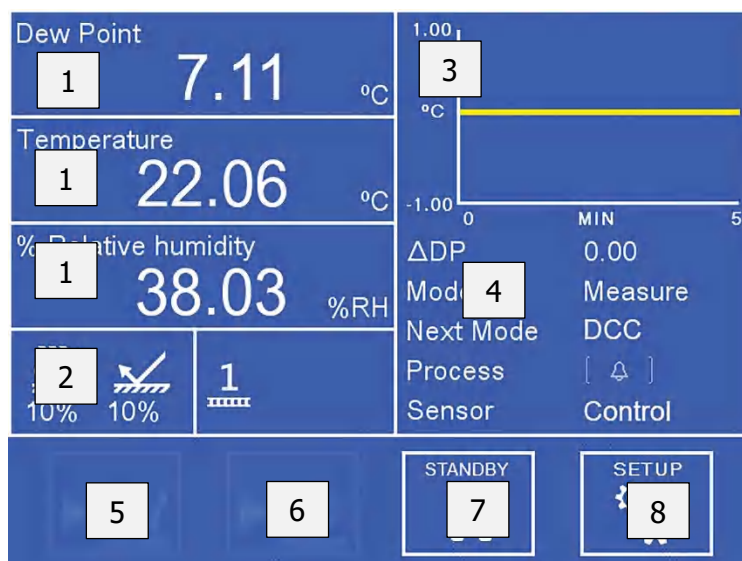 Dew Point
1
7.11
ºC
Temperature
1
22.06
ºC
% Relative humidity
1
38.03
%RH
2
10%
10%
1
1.00
3
ºC
-1.00
0
MIN
5
ΔDP
0.00
4
Measure
Next Mode
DCC
Process
[ ]
Sensor
Control
5
6
STANDBY
7
SETUP
8